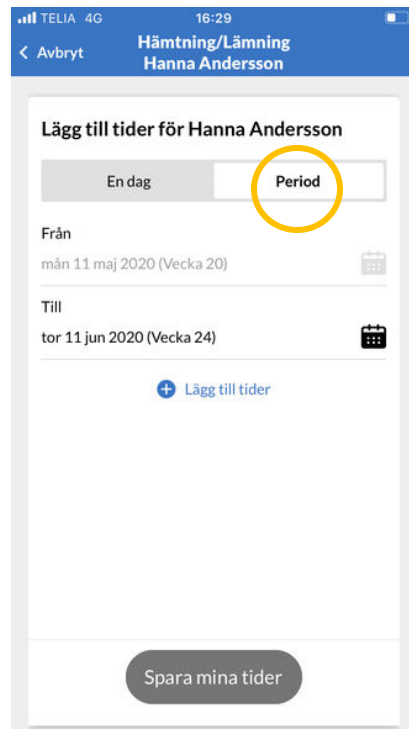 TELIA 4G 16:29
Avbryt
Hämtning/Lämning
Hanna Andersson
Lägg till tider för Hanna Andersson
En dag Period
Från
mån 11 maj 2020 (Vecka 20)
Till
tor 11 jun 2020 (Vecka 24)
Lägg till tider
Spara mina tider